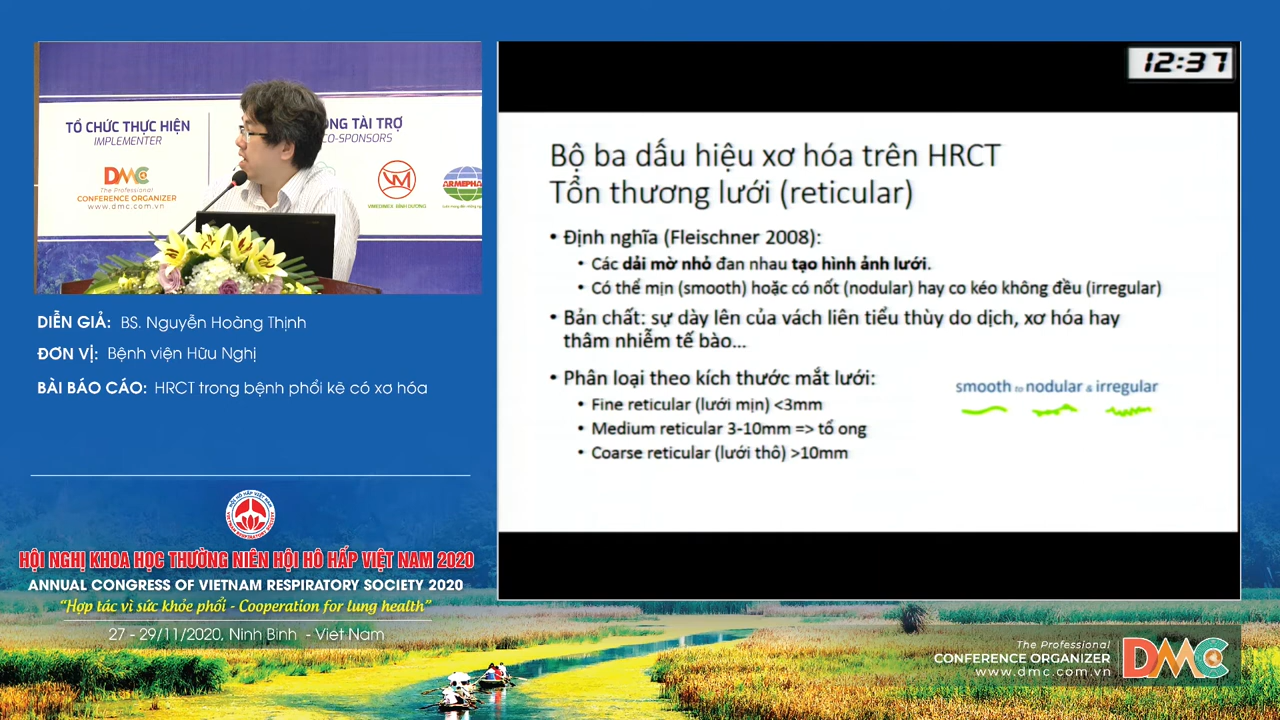 TỔ CHỨC THỰC HIỆN
IMPLEMENTER
DMC
The Professional
CONFERENCE ORGANIZER
www.dmc.com.vn
NG TÀI TRỢ
CO-SPONSORS
VIMEDIMEX BÌNH DƯƠNG
ARMEPHA
DIỄN GIẢ: BS. Nguyễn Hoàng Thịnh
ĐƠN VỊ: Bệnh viện Hữu Nghị
BÀI BÁO CÁO: HRCT trong bệnh phổi kẽ có xơ hóa
HỘI NGHỊ KHOA HỌC THƯỜNG NIÊN HỘI HÔ HẤP VIỆT NAM 2020
ANNUAL CONGRESS OF VIETNAM RESPIRATORY SOCIETY 2020
“Hợp tác vì sức khỏe phổi - Cooperation for lung health”
27 - 29/11/2020, Ninh Bình - Việt Nam
12:37
Bộ ba dấu hiệu xơ hóa trên HRCT
Tổn thương lưới (reticular)
• Định nghĩa (Fleischner 2008):
• Các dải mờ nhỏ đan nhau tạo hình ảnh lưới.
• Có thể mịn (smooth) hoặc có nốt (nodular) hay co kéo không đều (irregular)
• Bản chất: sự dày lên của vách liên tiểu thùy do dịch, xơ hóa hay
thâm nhiễm tế bào...
• Phân loại theo kích thước mắt lưới:
• Fine reticular (lưới mịn) <3mm
• Medium reticular 3-10mm => tổ ong
• Coarse reticular (lưới thô) >10mm
smooth to nodular & irregular
The Professional
CONFERENCE ORGANIZER
www.dmc.com.vn
DMC